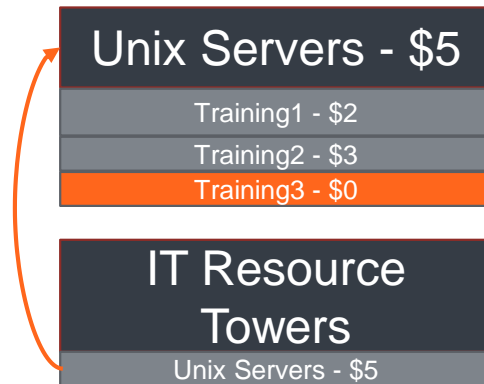 Unix Servers - $5
Training1 - $2
Training2 - $3
Training3 - $0
IT Resource
Towers
Unix Servers - $5